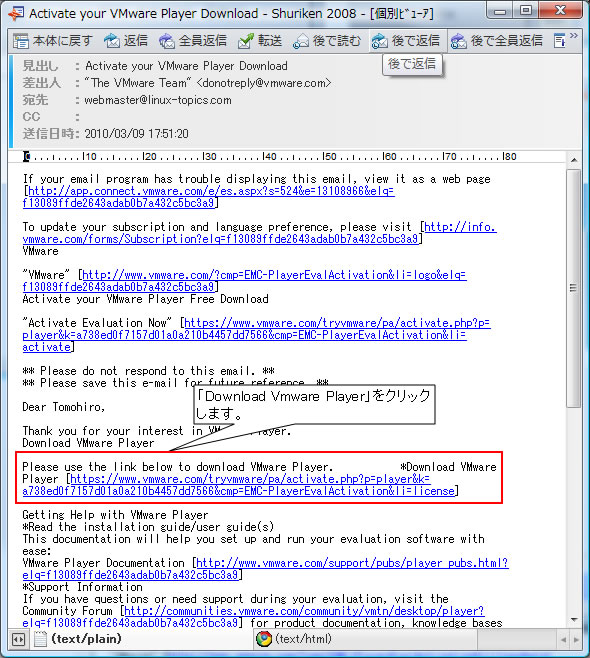 Activate your VMware Player Download - Shuriken 2008 - [個別ﾋﾞｭｰｱ]
本体に戻す 返信 全員返信 転送 後で読む 後で返信 後で全員返信
後で返信
見出し : Activate your VMware Player Download
差出人 : "The VMware Team" <donotreply@vmware.com>
宛先 : webmaster@linux-topics.com
CC :
送信日時: 2010/03/09 17:51:20
0 10 20 30 40 50 60 70 80
If your email program has trouble displaying this email, view it as a web page
[http://app.connect.vmware.com/e/es.aspx?s=524&e=13108966&elq=
f13089ffde2643adab0b7a432c5bc3a9]
To update your subscription and language preference, please visit [http://info.
vmware.com/forms/Subscription?elq=f13089ffde2643adab0b7a432c5bc3a9]
VMware
"VMware" [http://www.vmware.com/?cmp=EMC-PlayerEvalActivation&li=logo&elq=
f13089ffde2643adab0b7a432c5bc3a9]
Activate your VMware Player Free Download
"Activate Evaluation Now" [https://www.vmware.com/tryvmware/pa/activate.php?p=
player&k=a738ed0f7157d01a0a210b4457dd7566&cmp=EMC-PlayerEvalActivation&li=
activate]
** Please do not respond to this email. **
** Please save this e-mail for future reference. **
「Download Vmware Player」をクリック
します。
Dear Tomohiro,
Thank you for your interest in VMware Player.
Download VMware Player
Please use the link below to download VMware Player. *Download VMware
Player [https://www.vmware.com/tryvmware/pa/activate.php?p=player&k=
a738ed0f7157d01a0a210b4457dd7566&cmp=EMC-PlayerEvalActivation&li=license]
Getting Help with VMware Player
*Read the installation guide/user guide(s)
This documentation will help you set up and run your evaluation software with
ease:
VMware Player Documentation [http://www.vmware.com/support/pubs/player_pubs.html?
elq=f13089ffde2643adab0b7a432c5bc3a9]
*Support Information
If you have questions or need support during your evaluation, visit the
Community Forum [http://communities.vmware.com/community/vmtn/desktop/player?
elq=f13089ffde2643adab0b7a432c5bc3a9] for product documentation, knowledge bases
(text/plain) (text/html)